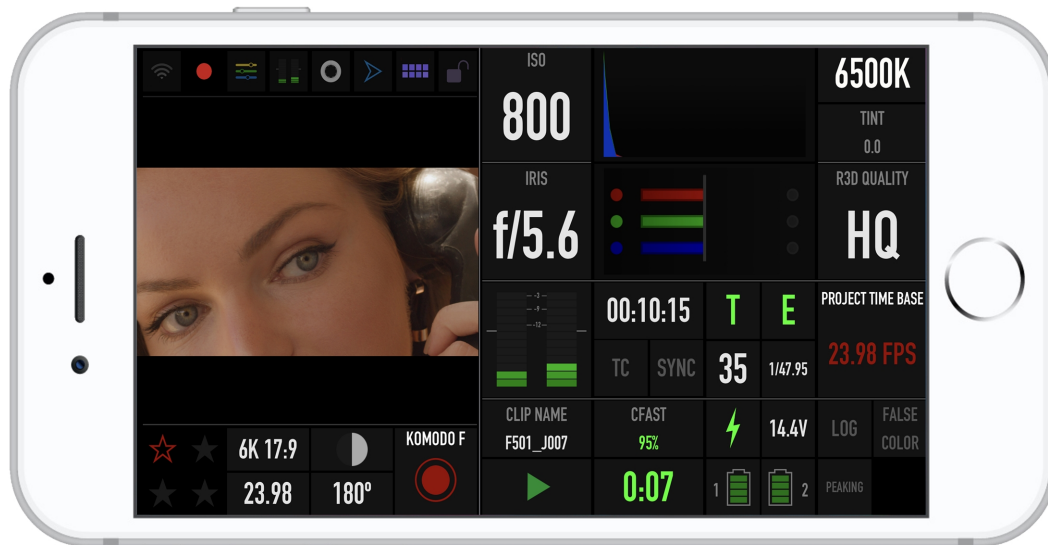 ISO
800
6500K
TINT
0.0
IRIS
f/5.6
R3D QUALITY
HQ
-3-
-9-
-12-
00:10:15
T
E
PROJECT TIME BASE
23.98 FPS
TC
SYNC
35
1/47.95
CLIP NAME
F501_J007
CFAST
95%
14.4V
LOG
FALSE
COLOR
6K 17:9
KOMODO F
23.98
180º
0:07
1
2
PEAKING